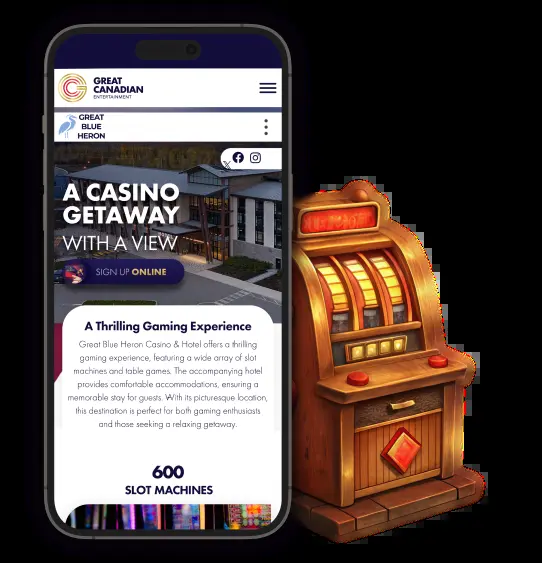 GREAT
CANADIAN
ENTERTAINMENT
GREAT
BLUE
HERON
A CASINO
GETAWAY
WITH A VIEW
SIGN UP ONLINE
A Thrilling Gaming Experience
Great Blue Heron Casino & Hotel offers a thrilling
gaming experience, featuring a wide array of slot
machines and table games. The accompanying hotel
provides comfortable accommodations, ensuring a
memorable stay for guests. With its picturesque location,
this destination is perfect for both gaming enthusiasts
and those seeking a relaxing getaway.
600
SLOT MACHINES